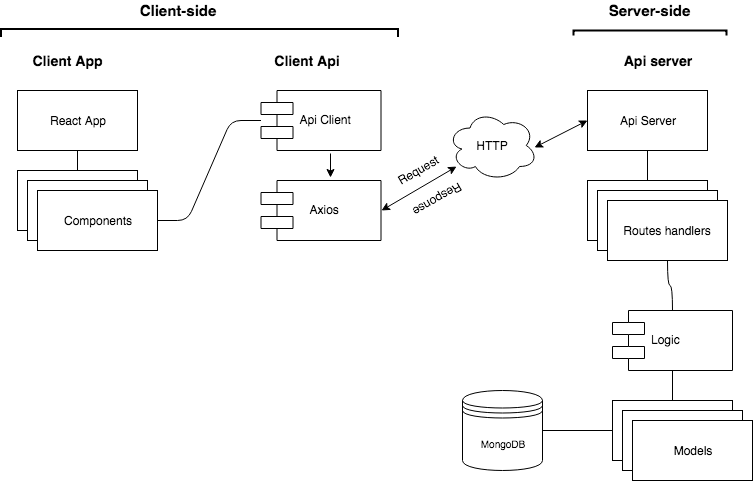 Client-side
Server-side
Client App
Client Api
Api server
React App
Api Client
HTTP
Api Server
Request
Response
Components
Axios
Routes handlers
Logic
MongoDB
Models